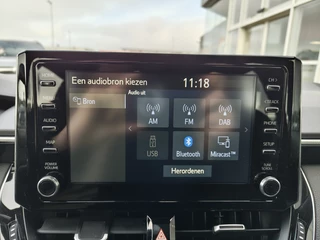 Een audiobron kiezen 11:18
Bron
Audio uit
AM FM DAB
USB Bluetooth Miracast™
Herordenen
AUDIO
MAP
POWER
VOLUME
CH
TRACK
PHONE
SETUP
TUNE
SCROLL